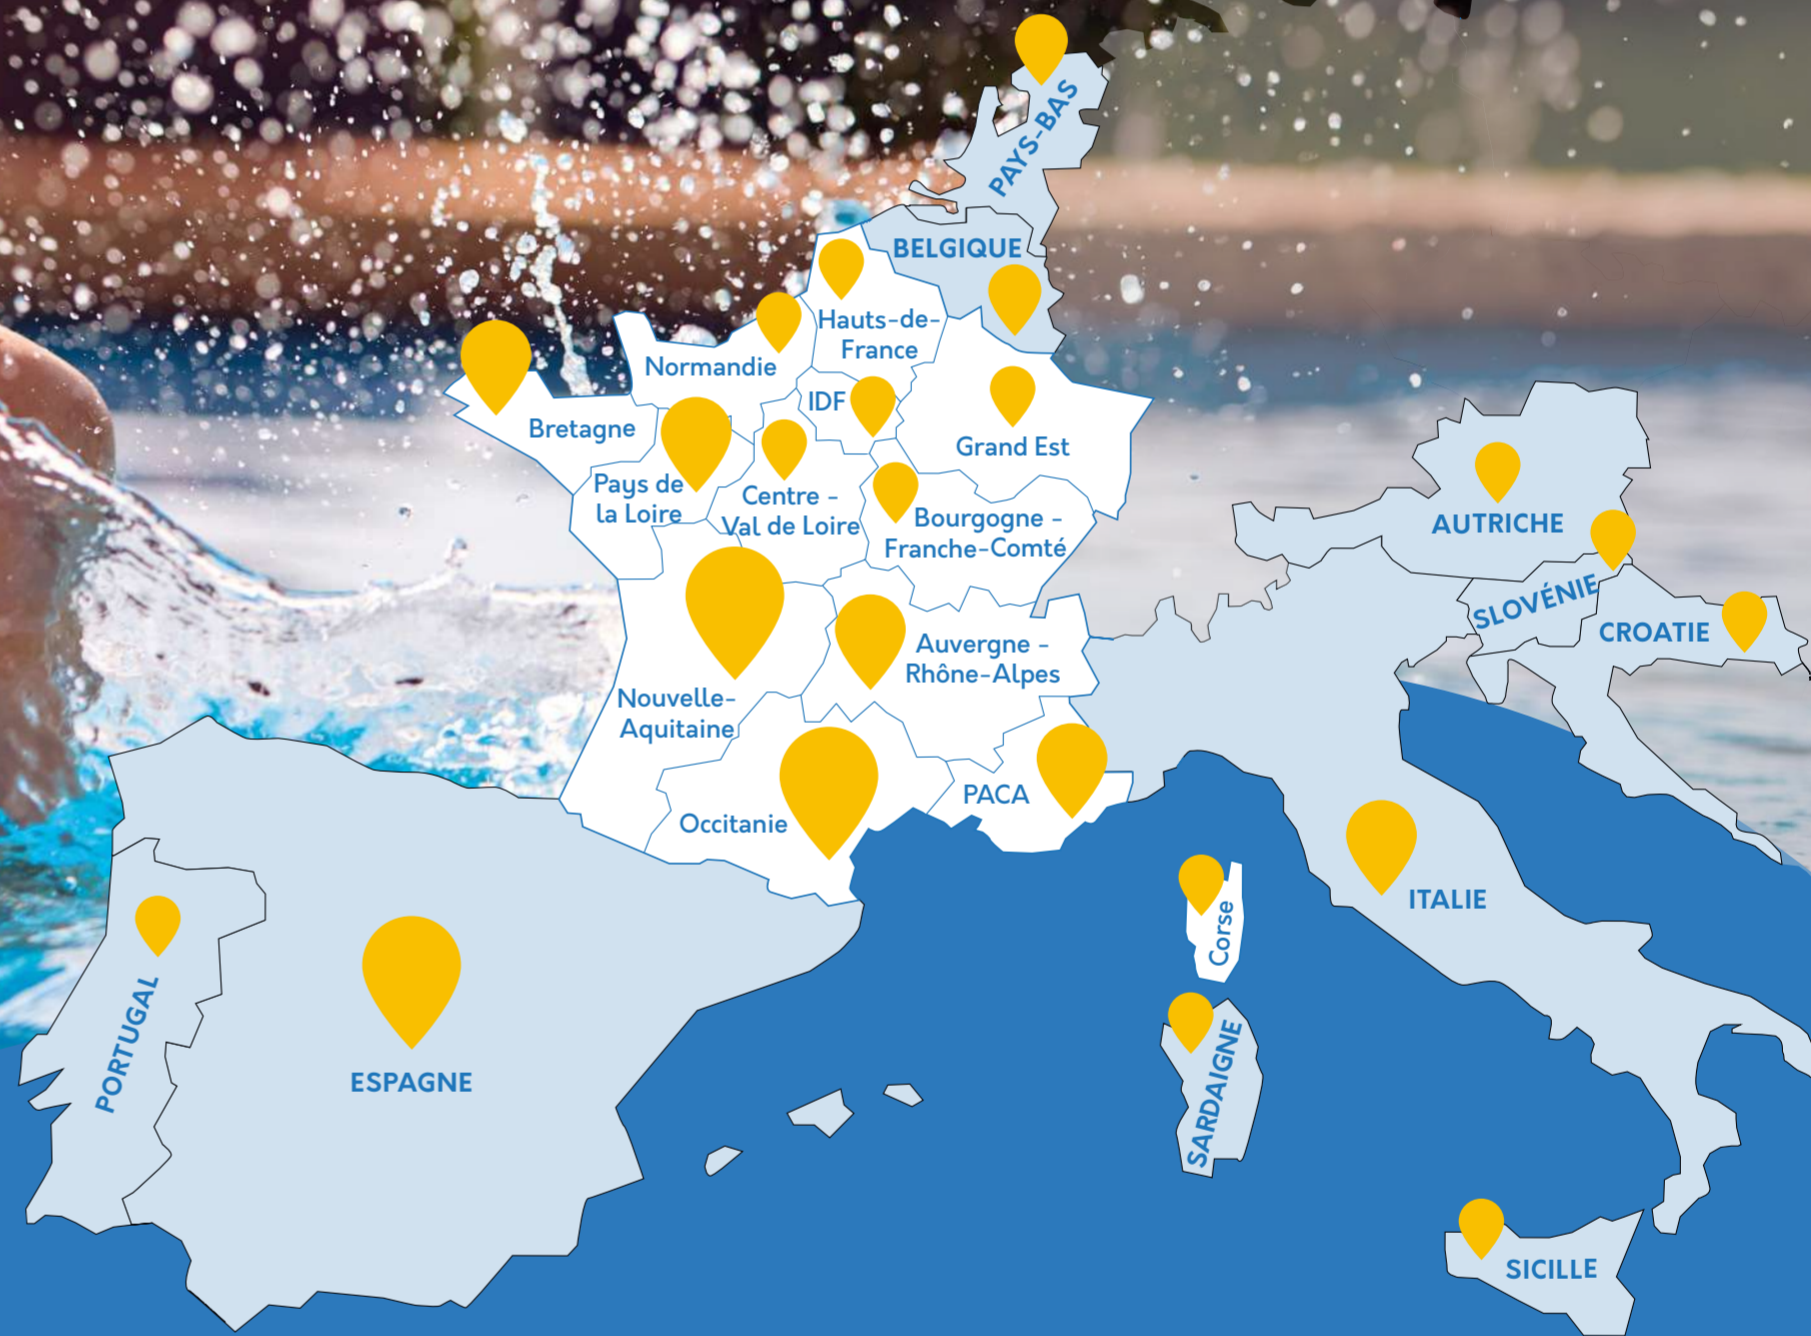 PAYS-BAS
BELGIQUE
Hauts-de-
France
Normandie
IDF
Bretagne
Grand Est
Pays de
la Loire
Centre -
Val de Loire
Bourgogne -
Franche-Comté
AUTRICHE
SLOVÉNIE
CROATIE
Auvergne -
Rhône-Alpes
Nouvelle-
Aquitaine
PACA
Occitanie
ITALIE
Corse
PORTUGAL
ESPAGNE
SARDAIGNE
SICILLE